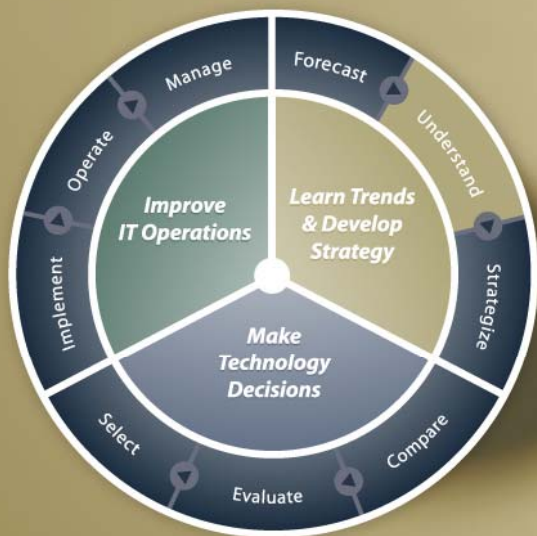 Forecast
Understand
Strategize
Compare
Evaluate
Select
Implement
Operate
Manage
Improve
IT Operations
Learn Trends
& Develop
Strategy
Make
Technology
Decisions